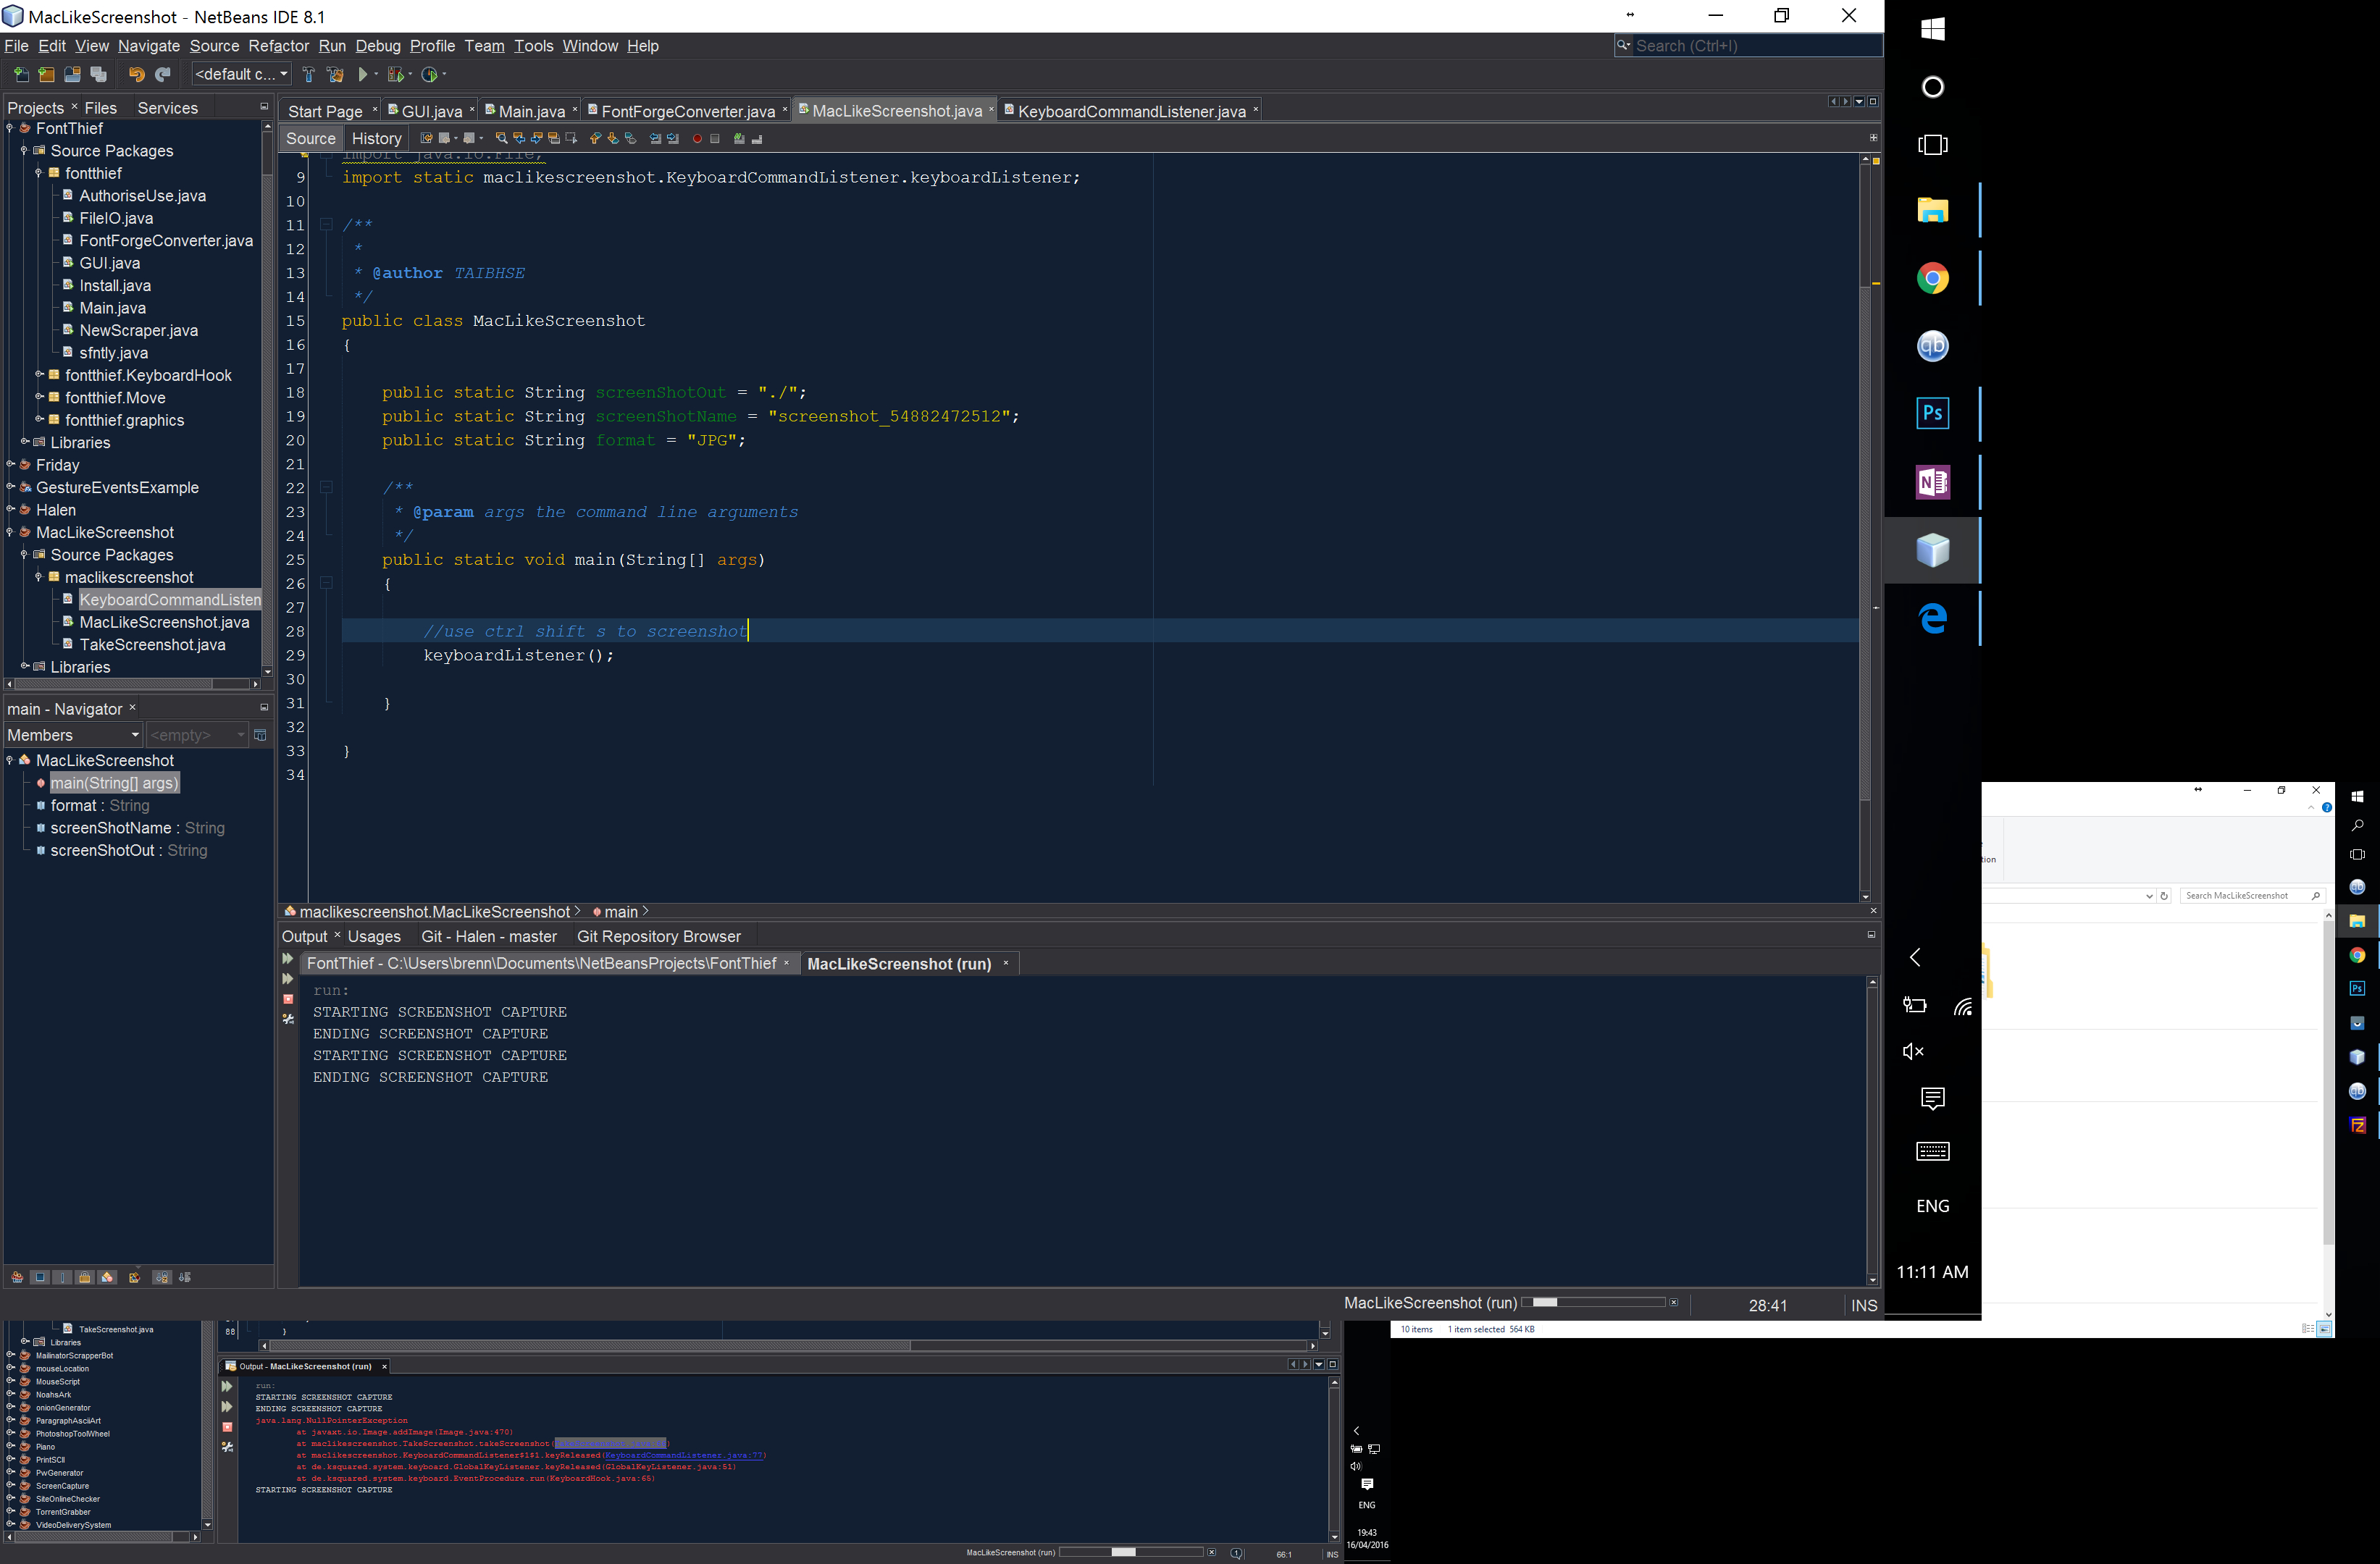 MacLikeScreenshot - NetBeans IDE 8.1
File Edit View Navigate Source Refactor Run Debug Profile Team Tools Window Help
Search (Ctrl+I)
<default c...
Projects Files Services
FontThief
Source Packages
fontthief
AuthoriseUse.java
FileIO.java
FontForgeConverter.java
GUI.java
Install.java
Main.java
NewScraper.java
sfntly.java
fontthief.KeyboardHook
fontthief.Move
fontthief.graphics
Libraries
Friday
GestureEventsExample
Halen
MacLikeScreenshot
Source Packages
maclikescreenshot
KeyboardCommandListen
MacLikeScreenshot.java
TakeScreenshot.java
Libraries
main - Navigator
Members <empty>
MacLikeScreenshot
main(String[] args)
format : String
screenShotName : String
screenShotOut : String
Start Page GUI.java Main.java FontForgeConverter.java MacLikeScreenshot.java KeyboardCommandListener.java
Source History
import java.io.File;
9 import static maclikescreenshot.KeyboardCommandListener.keyboardListener;
10
11 /**
12 *
13 * @author TAIBHSE
14 */
15 public class MacLikeScreenshot
16 {
17
18 public static String screenShotOut = "./";
19 public static String screenShotName = "screenshot_54882472512";
20 public static String format = "JPG";
21
22 /**
23 * @param args the command line arguments
24 */
25 public static void main(String[] args)
26 {
27
28 //use ctrl shift s to screenshot
29 keyboardListener();
30
31 }
32
33 }
34
maclikescreenshot.MacLikeScreenshot main
Output Usages Git - Halen - master Git Repository Browser
FontThief - C:\Users\brenn\Documents\NetBeansProjects\FontThief MacLikeScreenshot (run)
run:
STARTING SCREENSHOT CAPTURE
ENDING SCREENSHOT CAPTURE
STARTING SCREENSHOT CAPTURE
ENDING SCREENSHOT CAPTURE
MacLikeScreenshot (run) 28:41 INS
qb
Ps
N
ENG
11:11 AM
tion
Search MacLikeScreenshot
qb
Ps
qb
FZ
10 items 1 item selected 564 KB
TakeScreenshot.java
Libraries
MailinatorScrapperBot
mouseLocation
MouseScript
NoahsArk
onionGenerator
ParagraphAsciiArt
PhotoshopToolWheel
Piano
PrintSCII
PwGenerator
ScreenCapture
SiteOnlineChecker
TorrentGrabber
VideoDeliverySystem
88 }
Output - MacLikeScreenshot (run)
run:
STARTING SCREENSHOT CAPTURE
ENDING SCREENSHOT CAPTURE
java.lang.NullPointerException
at javaxt.io.Image.addImage(Image.java:470)
at maclikescreenshot.TakeScreenshot.takeScreenshot(
at maclikescreenshot.KeyboardCommandListener$1$1.keyReleased(KeyboardCommandListener.java:77)
at de.ksquared.system.keyboard.GlobalKeyListener.keyReleased(GlobalKeyListener.java:51)
at de.ksquared.system.keyboard.EventProcedure.run(KeyboardHook.java:65)
STARTING SCREENSHOT CAPTURE
MacLikeScreenshot (run) 1 66:1 INS
ENG
19:43
16/04/2016